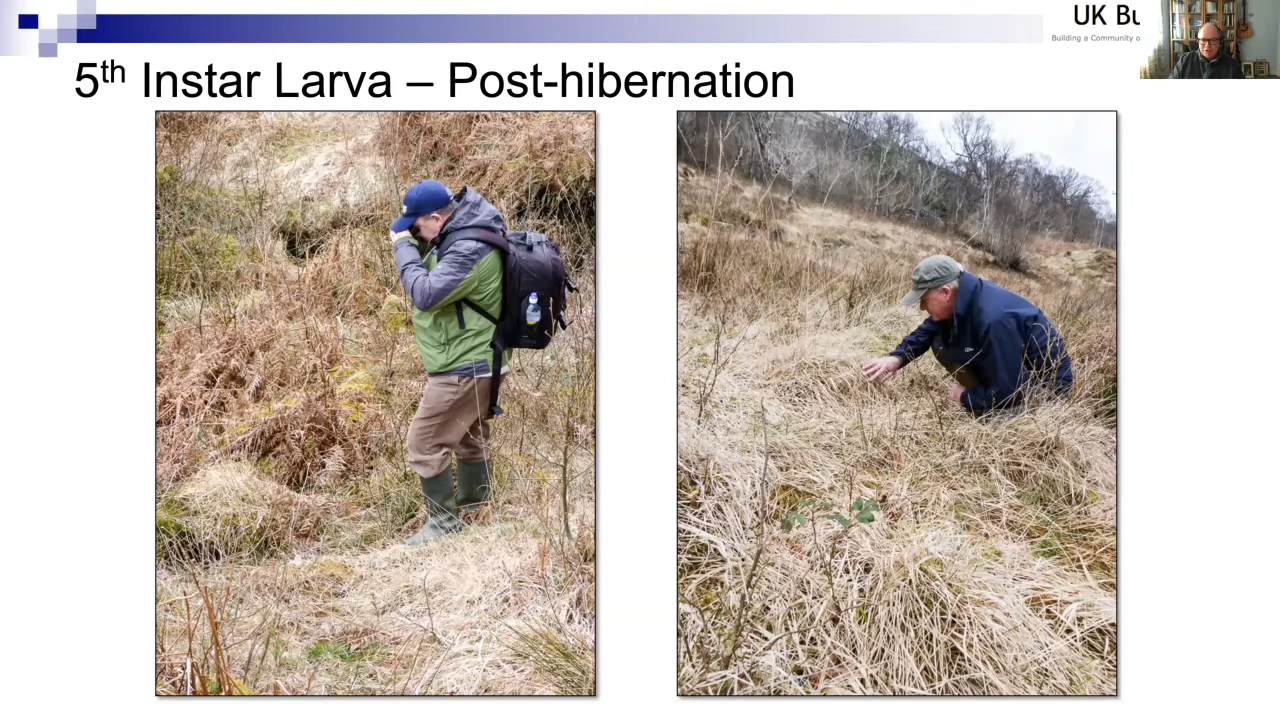 UK Bu
Building a Community o
5th Instar Larva – Post-hibernation